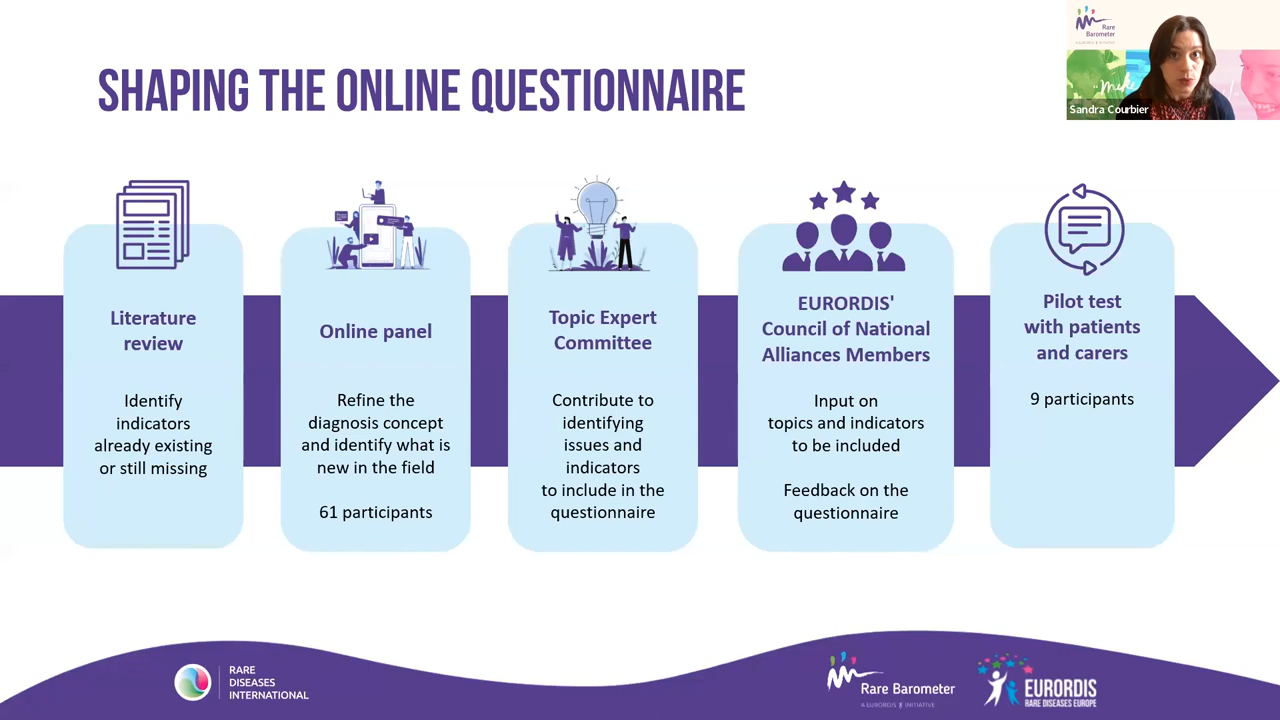 SHAPING THE ONLINE QUESTIONNAIRE
Rare
Barometer
A EURORDIS INITIATIVE
Sandra Courbier
Literature
review
Identify
indicators
already existing
or still missing
Online panel
Refine the
diagnosis concept
and identify what is
new in the field
61 participants
Topic Expert
Committee
Contribute to
identifying
issues and
indicators
to include in the
questionnaire
EURORDIS'
Council of National
Alliances Members
Input on
topics and indicators
to be included
Feedback on the
questionnaire
Pilot test
with patients
and carers
9 participants
RARE
DISEASES
INTERNATIONAL
Rare Barometer
A EURORDIS INITIATIVE
EURORDIS
RARE DISEASES EUROPE